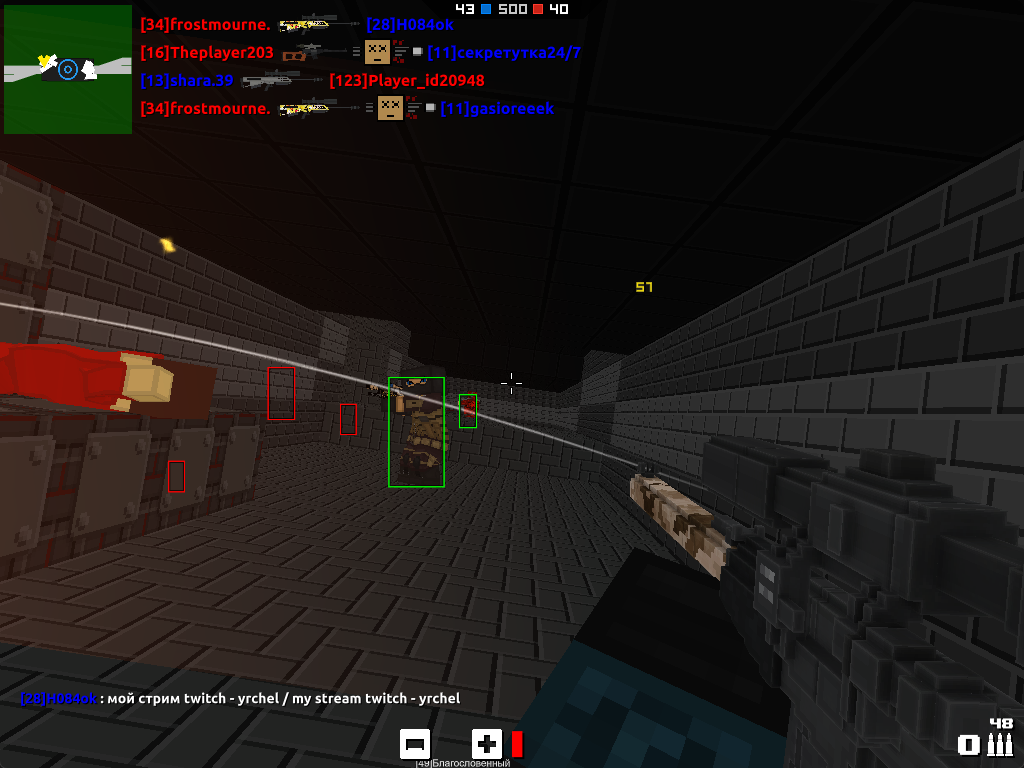 43 500 40
[34]frostmourne. [28]H084ok
[16]Theplayer203 [11]секретутка24/7
[13]shara.39 [123]Player_id20948
[34]frostmourne. [11]gasioreeek
57
[28]H084ok : мой стрим twitch - yrchel / my stream twitch - yrchel
48
0
[49]Благословенный